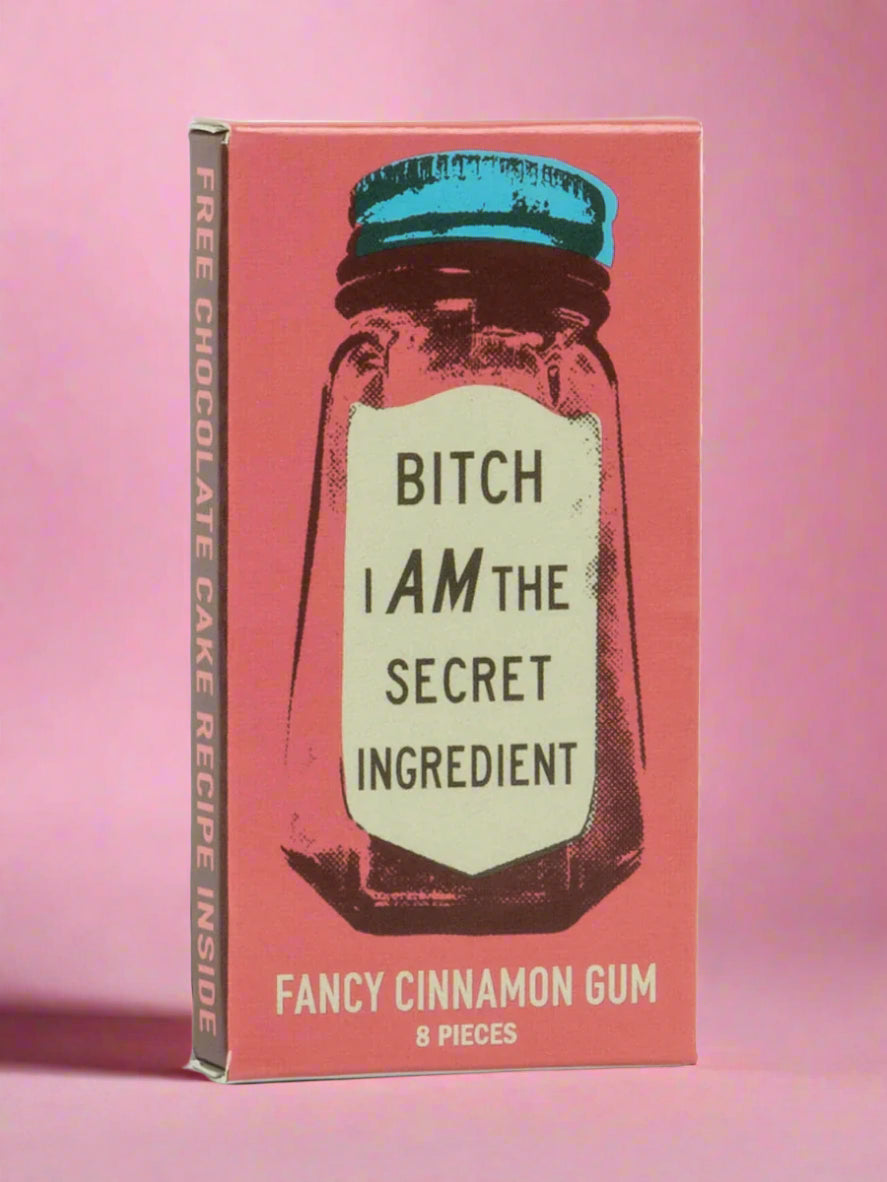 FREE CHOCOLATE CAKE RECIPE INSIDE
BITCH
I AM THE
SECRET
INGREDIENT
FANCY CINNAMON GUM
8 PIECES